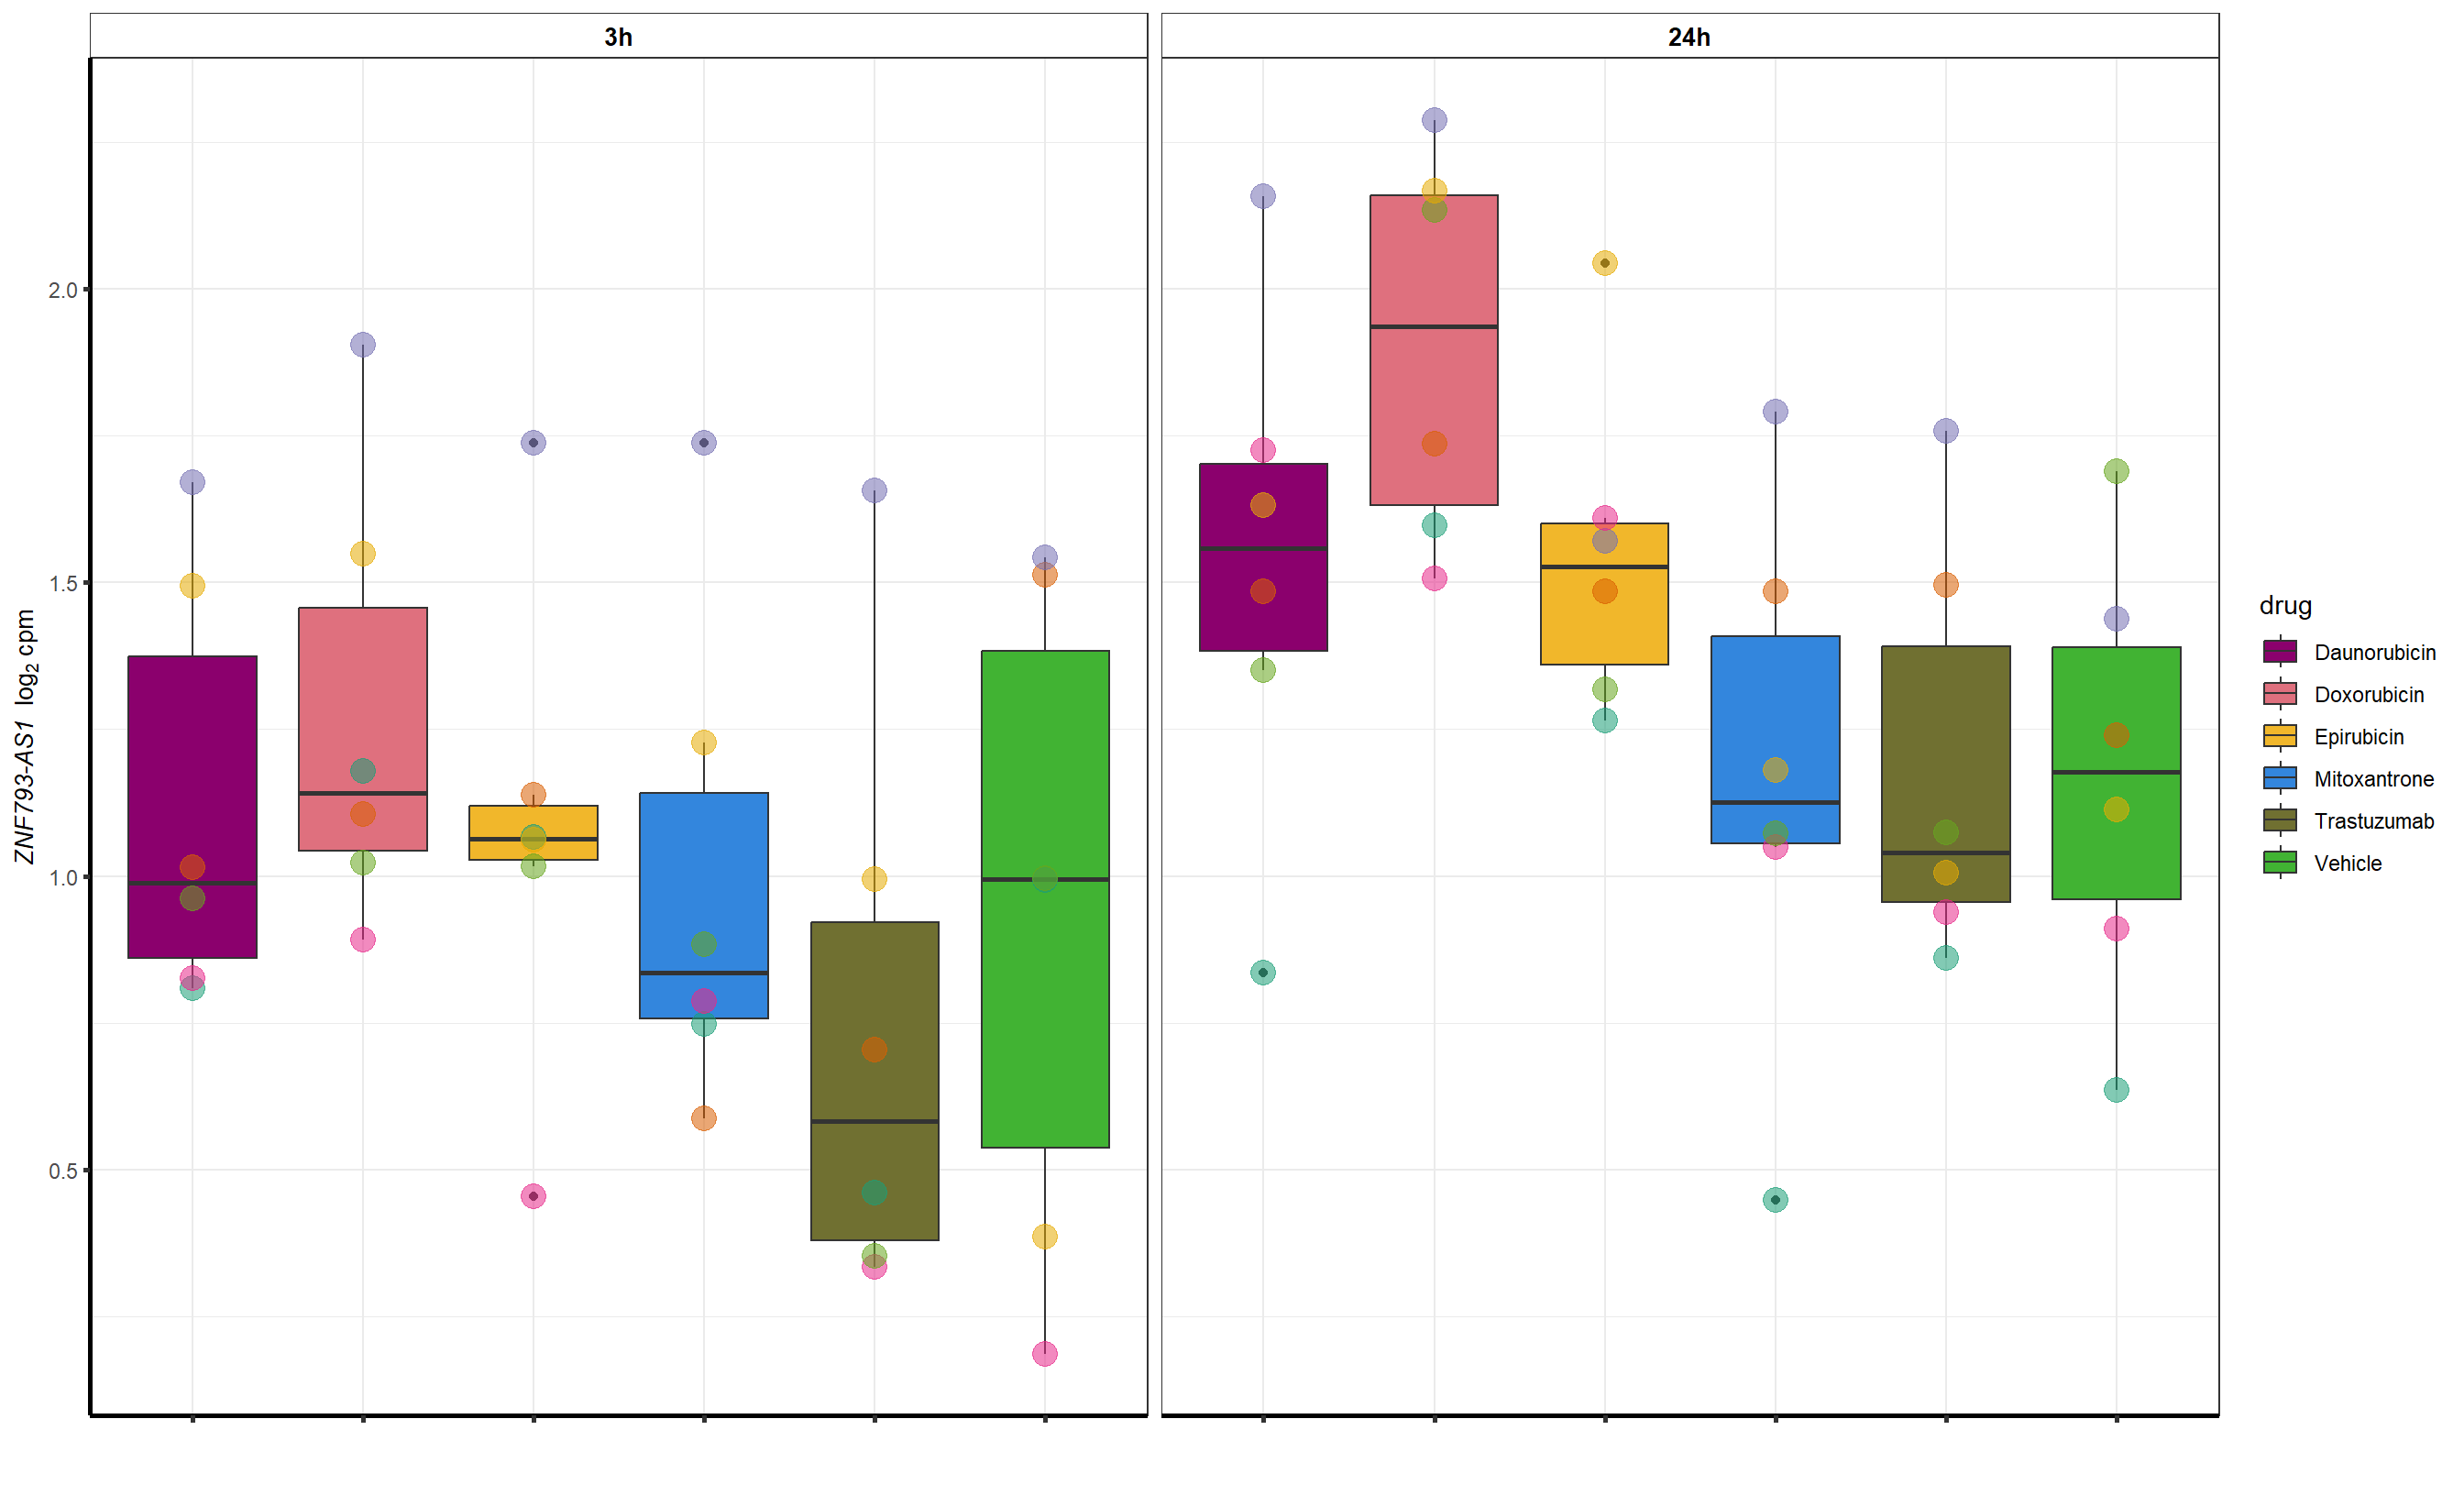 3h
24h
2.0
1.5
1.0
0.5
ZNF793-AS1 log₂ cpm
drug
Daunorubicin
Doxorubicin
Epirubicin
Mitoxantrone
Trastuzumab
Vehicle